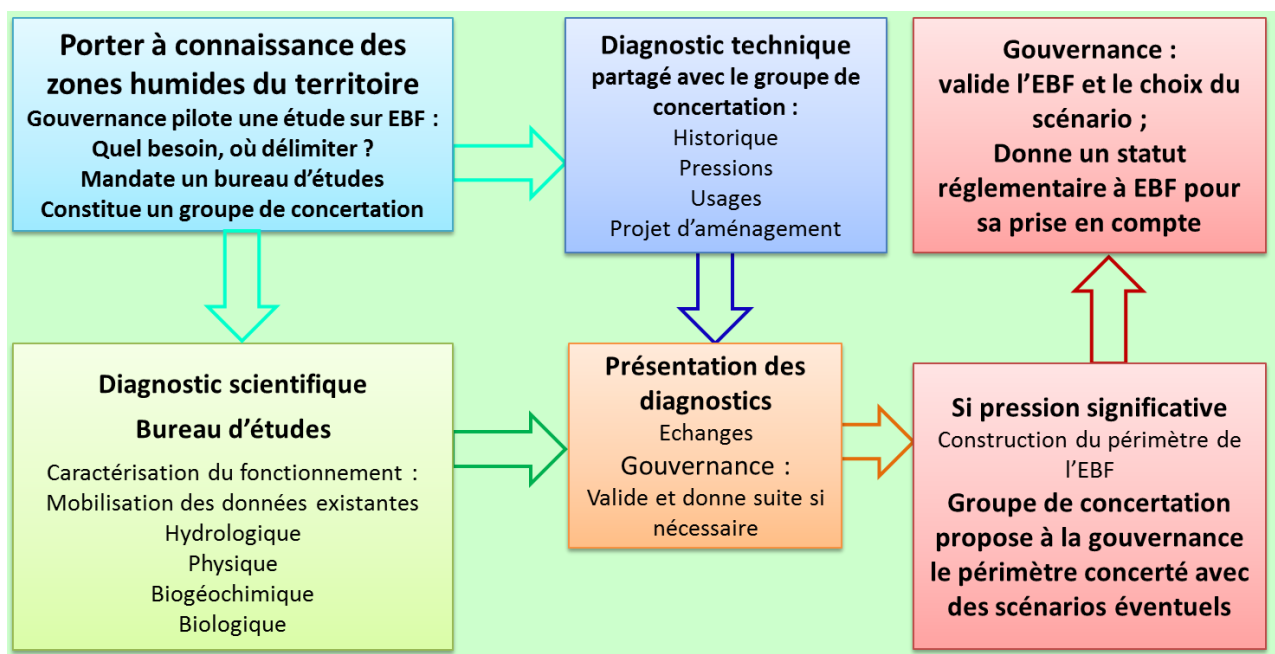 Porter à connaissance des
zones humides du territoire
Gouvernance pilote une étude sur EBF :
Quel besoin, où délimiter ?
Mandate un bureau d’études
Constitue un groupe de concertation
Diagnostic technique
partagé avec le groupe de
concertation :
Historique
Pressions
Usages
Projet d’aménagement
Gouvernance :
valide l’EBF et le choix du
scénario ;
Donne un statut
réglementaire à EBF pour
sa prise en compte
Diagnostic scientifique
Bureau d’études
Caractérisation du fonctionnement :
Mobilisation des données existantes
Hydrologique
Physique
Biogéochimique
Biologique
Présentation des
diagnostics
Echanges
Gouvernance :
Valide et donne suite si
nécessaire
Si pression significative
Construction du périmètre de
l’EBF
Groupe de concertation
propose à la gouvernance
le périmètre concerté avec
des scénarios éventuels